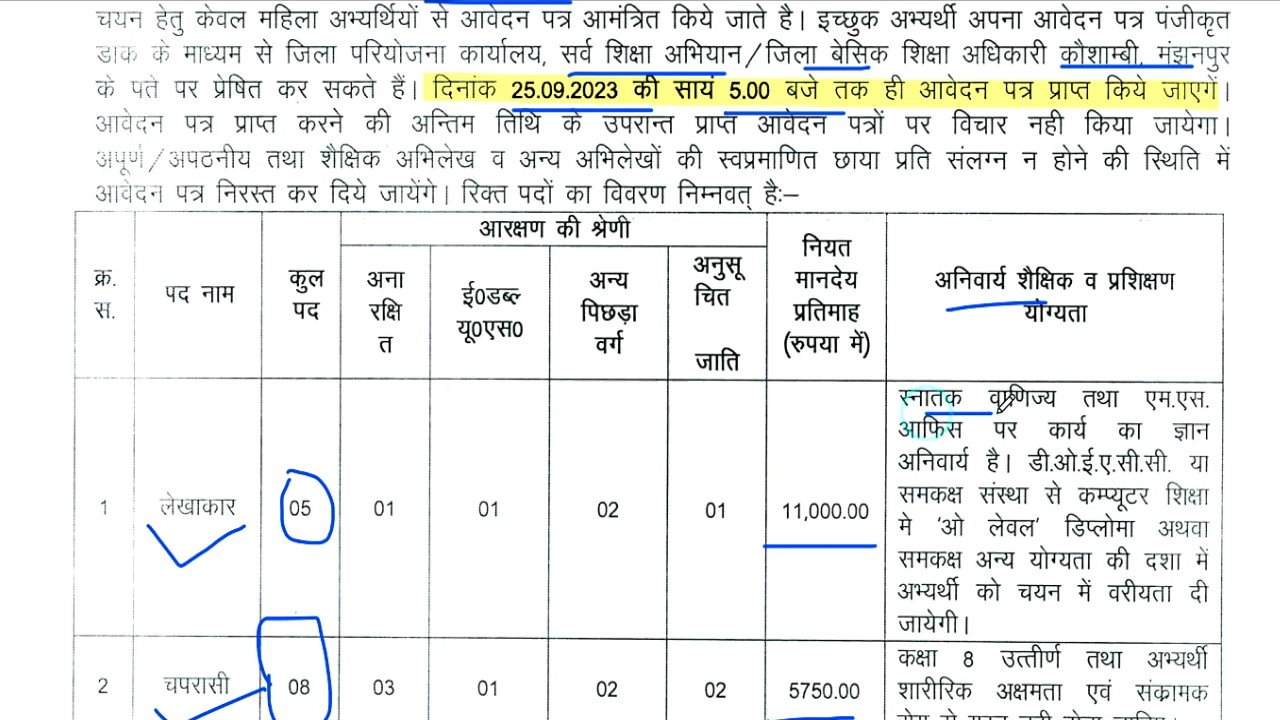 चयन हेतु केवल महिला अभ्यर्थियों से आवेदन पत्र आमंत्रित किये जाते है। इच्छुक अभ्यर्थी अपना आवेदन पत्र पंजीकृत
डाक के माध्यम से जिला परियोजना कार्यालय, सर्व शिक्षा अभियान/जिला बेसिक शिक्षा अधिकारी कौशाम्बी, मंझनपुर
के पते पर प्रेषित कर सकते हैं। दिनांक 25.09.2023 की सायं 5.00 बजे तक ही आवेदन पत्र प्राप्त किये जाएगें।
आवेदन पत्र प्राप्त करने की अन्तिम तिथि के उपरान्त प्राप्त आवेदन पत्रों पर विचार नही किया जायेगा।
अपूर्ण/अपठनीय तथा शैक्षिक अभिलेख व अन्य अभिलेखों की स्वप्रमाणित छाया प्रति संलग्न न होने की स्थिति में
आवेदन पत्र निरस्त कर दिये जायेंगे। रिक्त पदों का विवरण निम्नवत् हैः–
क्र.
स.
पद नाम
कुल
पद
आरक्षण की श्रेणी
अना
रक्षि
त
ई0डब्ल
यू0एस0
अन्य
पिछड़ा
वर्ग
अनुसू
चित
जाति
नियत
मानदेय
प्रतिमाह
(रुपया में)
अनिवार्य शैक्षिक व प्रशिक्षण
योग्यता
1 लेखाकार 05 01 01 02 01 11,000.00
स्नातक वाणिज्य तथा एम.एस.
आफिस पर कार्य का ज्ञान
अनिवार्य है। डी.ओ.ई.ए.सी.सी. या
समकक्ष संस्था से कम्प्यूटर शिक्षा
मे 'ओ लेवल' डिप्लोमा अथवा
समकक्ष अन्य योग्यता की दशा में
अभ्यर्थी को चयन में वरीयता दी
जायेगी।
2 चपरासी 08 03 01 02 02 5750.00
कक्षा 8 उत्तीर्ण तथा अभ्यर्थी
शारीरिक अक्षमता एवं संक्रामक